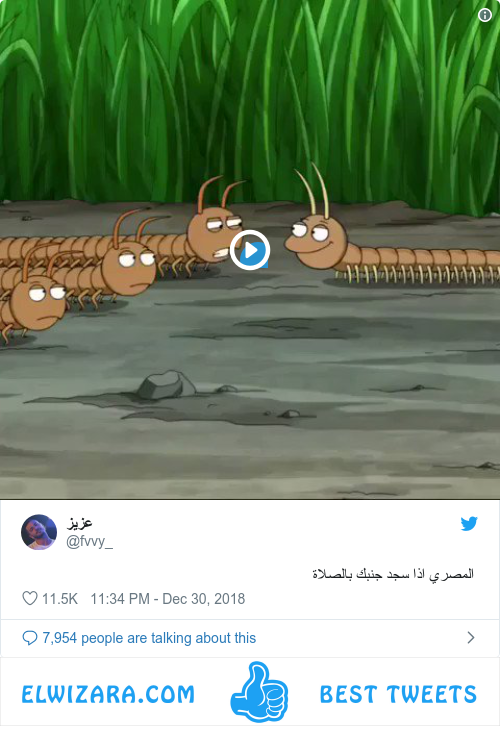 عزيز
@fvvy_
المصري اذا سجد جنبك بالصلاة
11.5K 11:34 PM - Dec 30, 2018
7,954 people are talking about this
ELWIZARA.COM BEST TWEETS